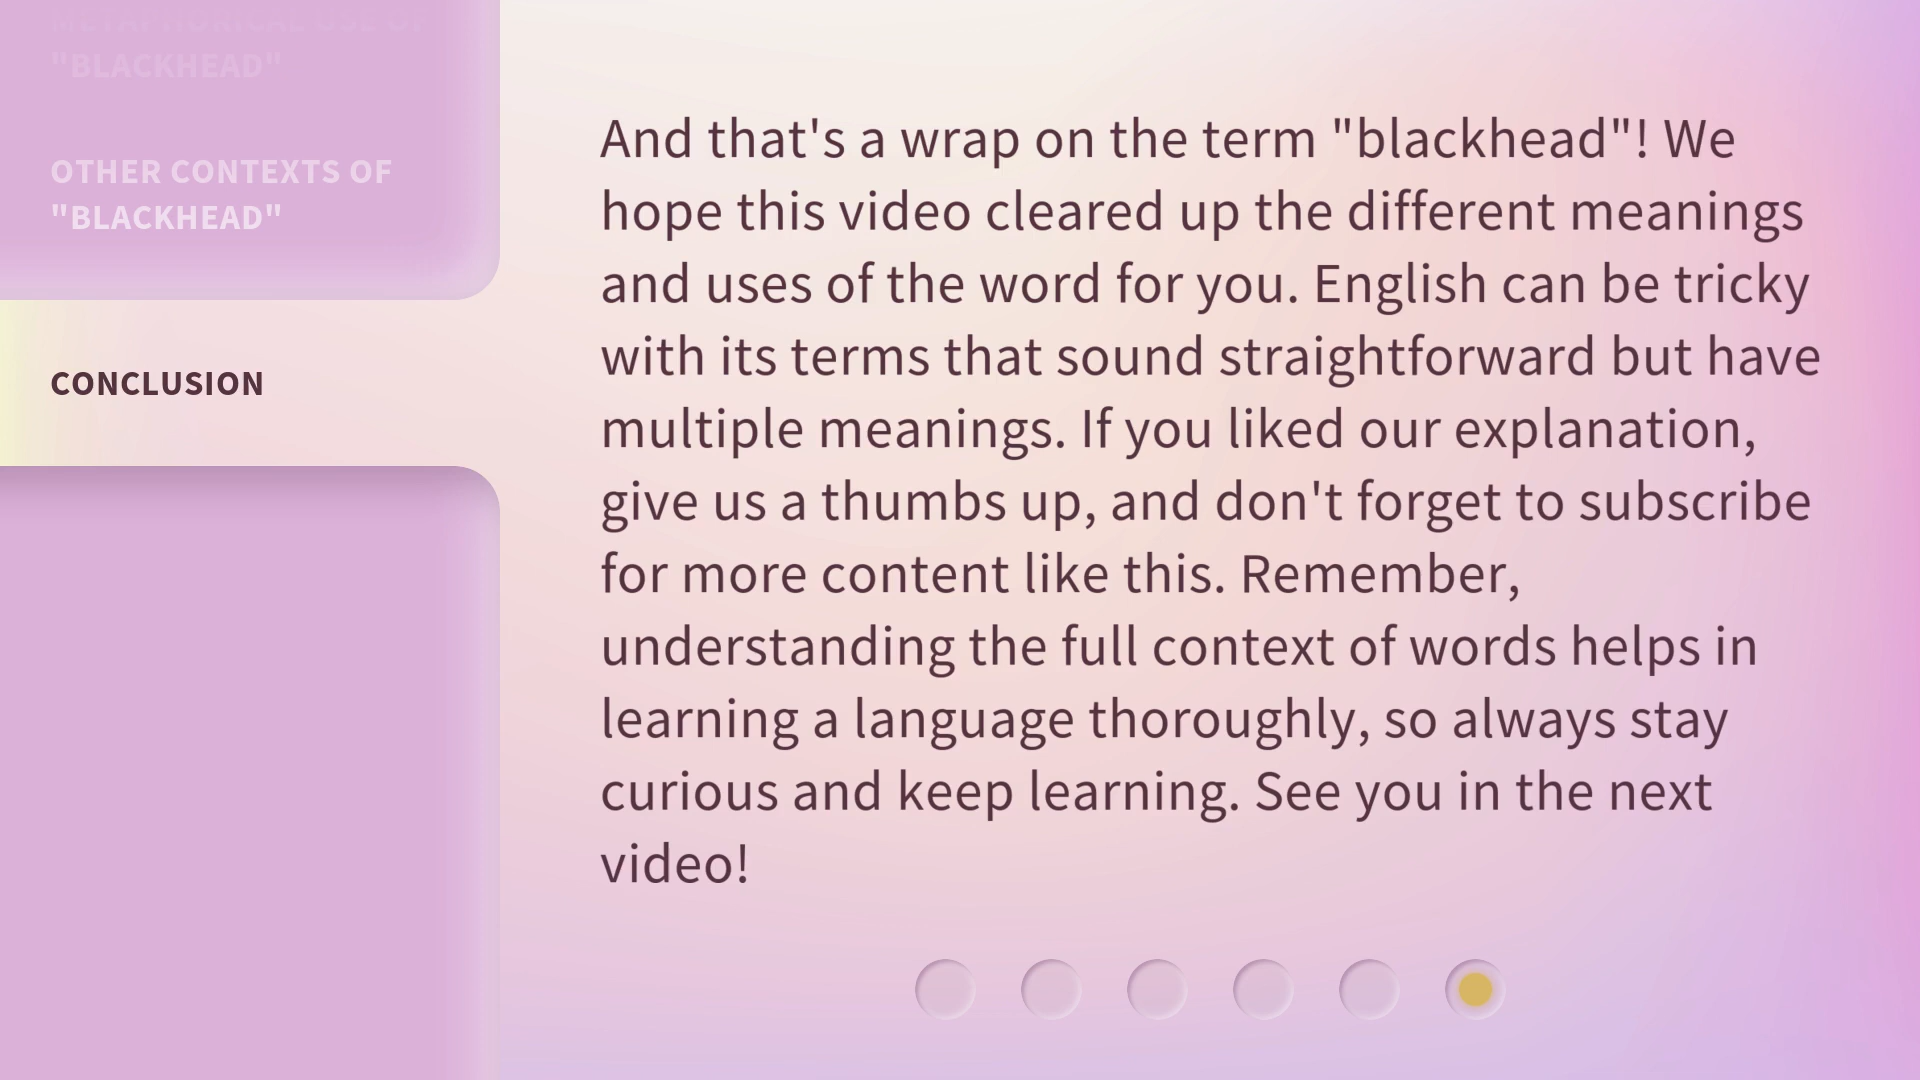 METAPHORICAL USE OF
"BLACKHEAD"
OTHER CONTEXTS OF
"BLACKHEAD"
CONCLUSION
And that's a wrap on the term "blackhead"! We
hope this video cleared up the different meanings
and uses of the word for you. English can be tricky
with its terms that sound straightforward but have
multiple meanings. If you liked our explanation,
give us a thumbs up, and don't forget to subscribe
for more content like this. Remember,
understanding the full context of words helps in
learning a language thoroughly, so always stay
curious and keep learning. See you in the next
video!